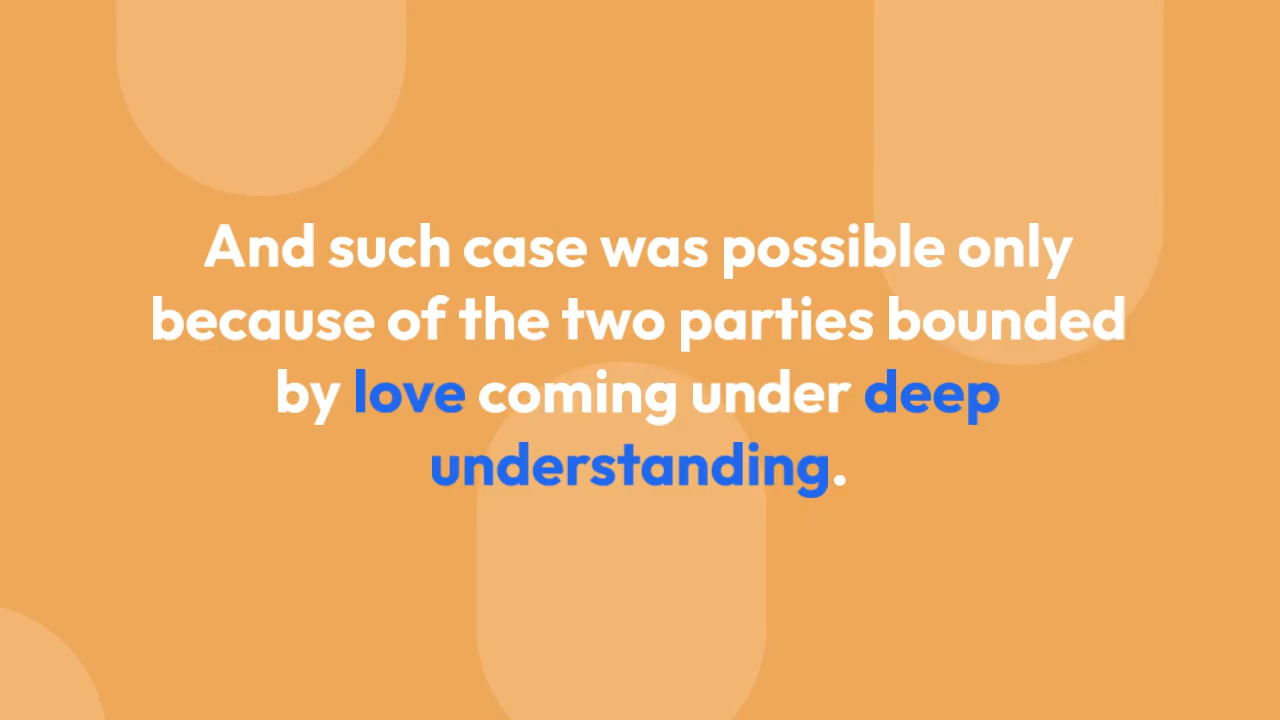 And such case was possible only
because of the two parties bounded
by love coming under deep
understanding.